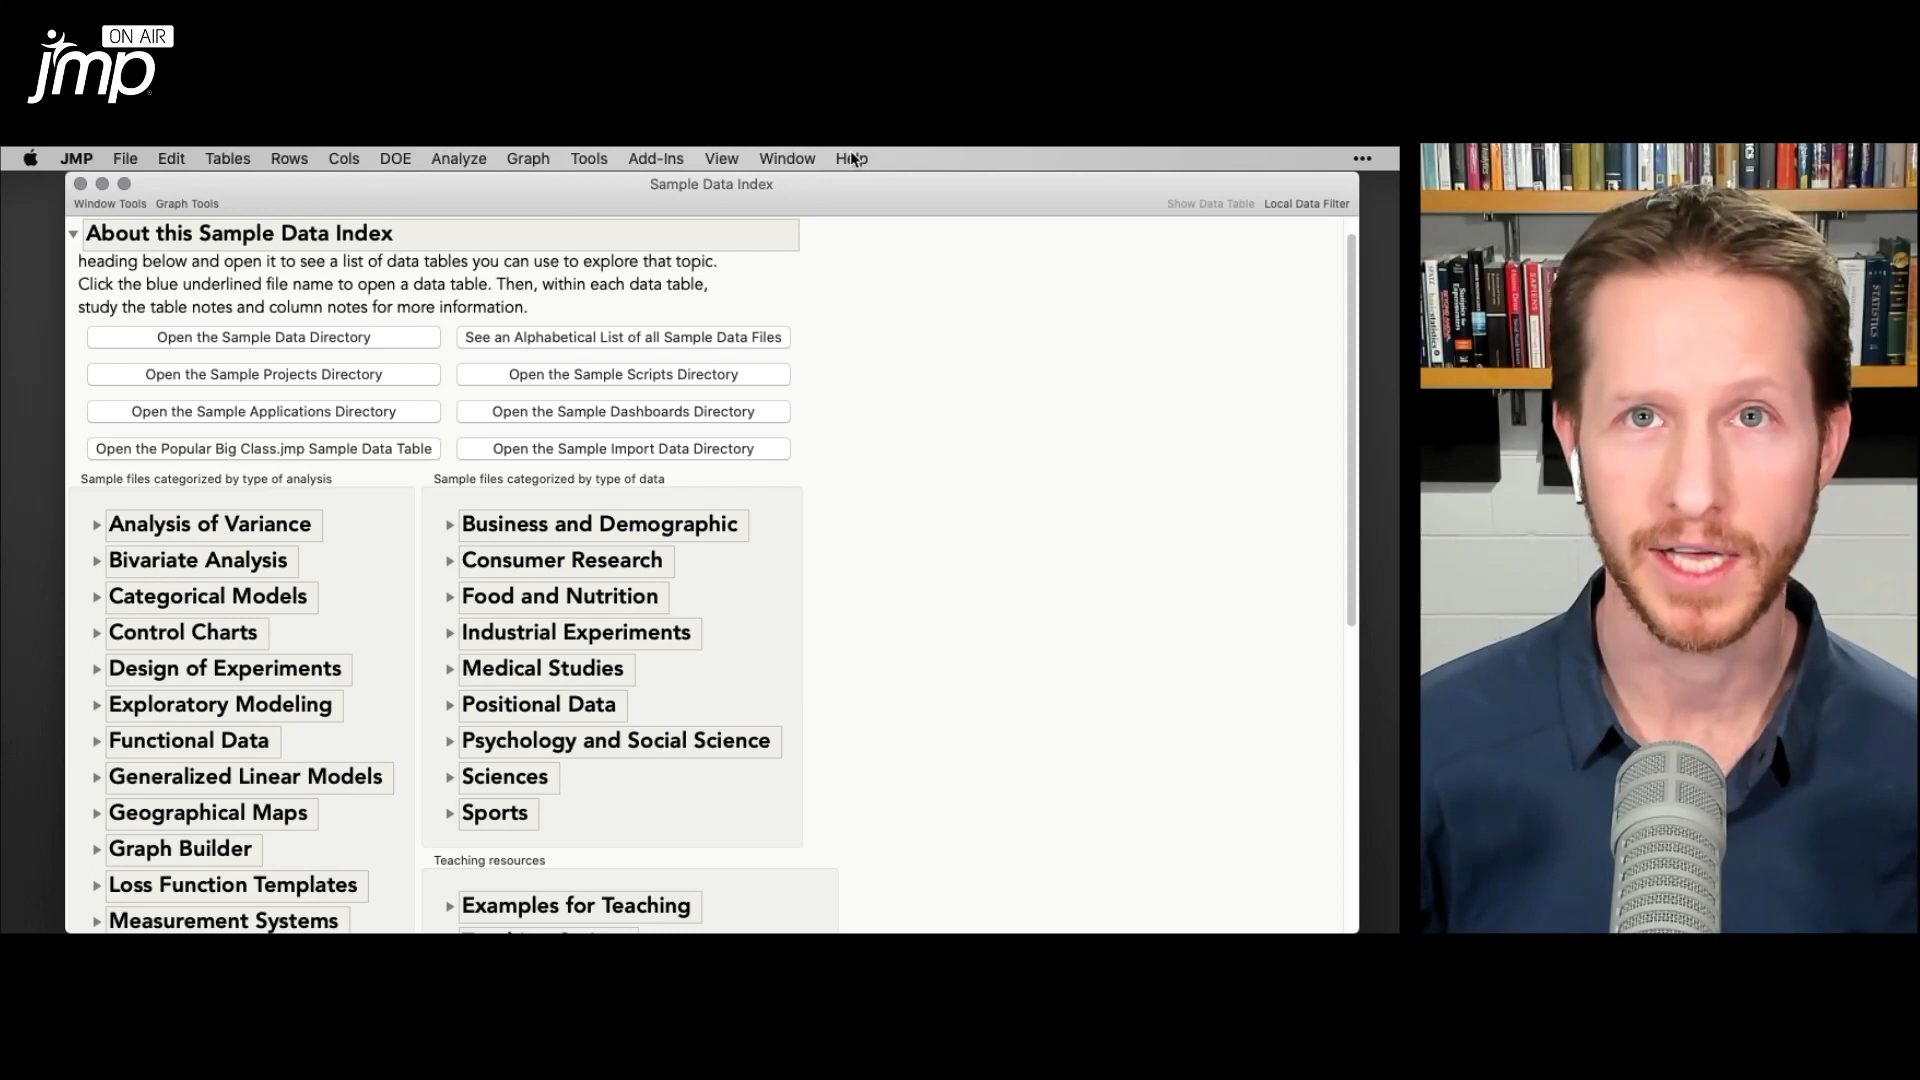 ON AIR
jmp
JMP File Edit Tables Rows Cols DOE Analyze Graph Tools Add-Ins View Window Help
Sample Data Index
Window Tools Graph Tools Show Data Table Local Data Filter
About this Sample Data Index
heading below and open it to see a list of data tables you can use to explore that topic.
Click the blue underlined file name to open a data table. Then, within each data table,
study the table notes and column notes for more information.
Open the Sample Data Directory
See an Alphabetical List of all Sample Data Files
Open the Sample Projects Directory
Open the Sample Scripts Directory
Open the Sample Applications Directory
Open the Sample Dashboards Directory
Open the Popular Big Class.jmp Sample Data Table
Open the Sample Import Data Directory
Sample files categorized by type of analysis
Analysis of Variance
Bivariate Analysis
Categorical Models
Control Charts
Design of Experiments
Exploratory Modeling
Functional Data
Generalized Linear Models
Geographical Maps
Graph Builder
Loss Function Templates
Measurement Systems
Sample files categorized by type of data
Business and Demographic
Consumer Research
Food and Nutrition
Industrial Experiments
Medical Studies
Positional Data
Psychology and Social Science
Sciences
Sports
Teaching resources
Examples for Teaching
SAPIENS
STATISTICS